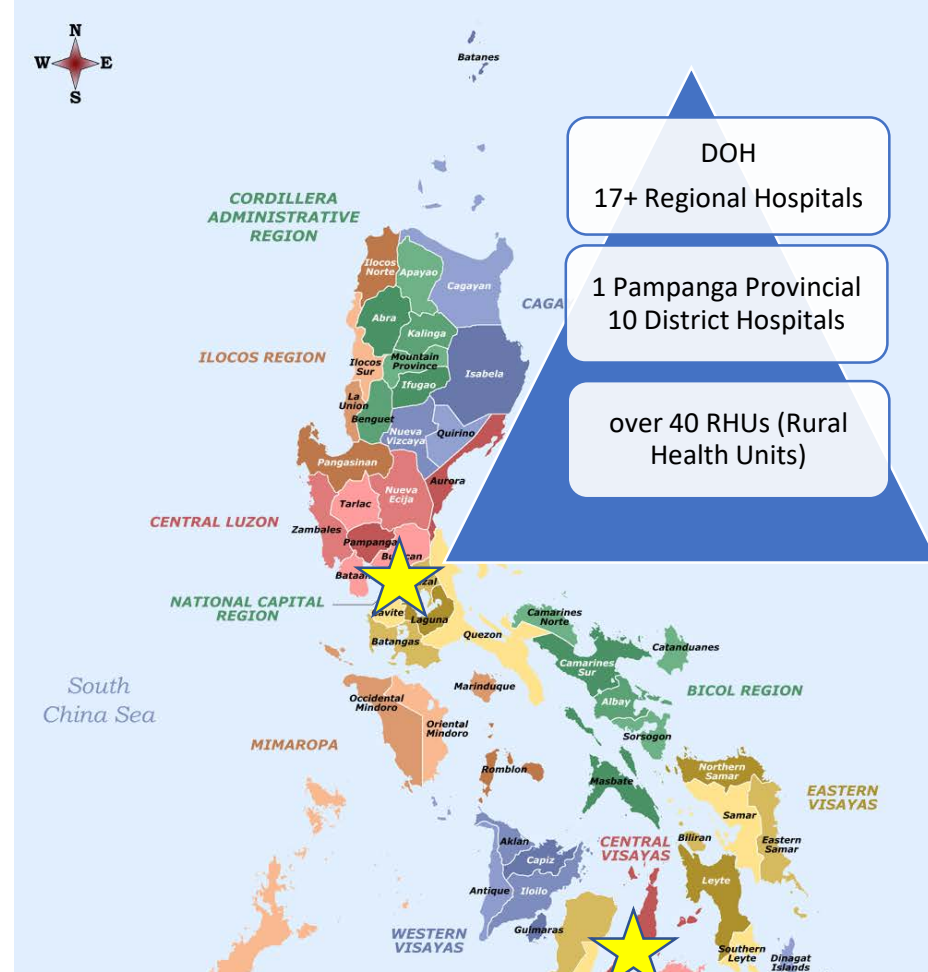 N
W E
S
Batanes
DOH
17+ Regional Hospitals
1 Pampanga Provincial
10 District Hospitals
over 40 RHUs (Rural
Health Units)
CORDILLERA
ADMINISTRATIVE
REGION
Ilocos
Norte
Apayao
Cagayan
CAGA
Abra
Kalinga
ILOCOS REGION
Ilocos
Sur
Mountain
Province
Isabela
Ifugao
La
Union
Benguet
Nueva
Vizcaya
Quirino
Pangasinan
Aurora
Nueva
Ecija
Tarlac
CENTRAL LUZON
Zambales
Pampanga
NATIONAL CAPITAL
REGION
Laguna
Batangas
Quezon
Camarines
Norte
Catanduanes
Camarines
Sur
South
China Sea
Marinduque
BICOL REGION
Occidental
Mindoro
Albay
Oriental
Mindoro
Sorsogon
MIMAROPA
Romblon
Masbate
Northern
Samar
EASTERN
VISAYAS
Samar
Aklan
CENTRAL
VISAYAS
Biliran
Eastern
Samar
Capiz
Antique
Iloilo
Leyte
Guimaras
WESTERN
VISAYAS
Southern
Leyte
Dinagat
Islands